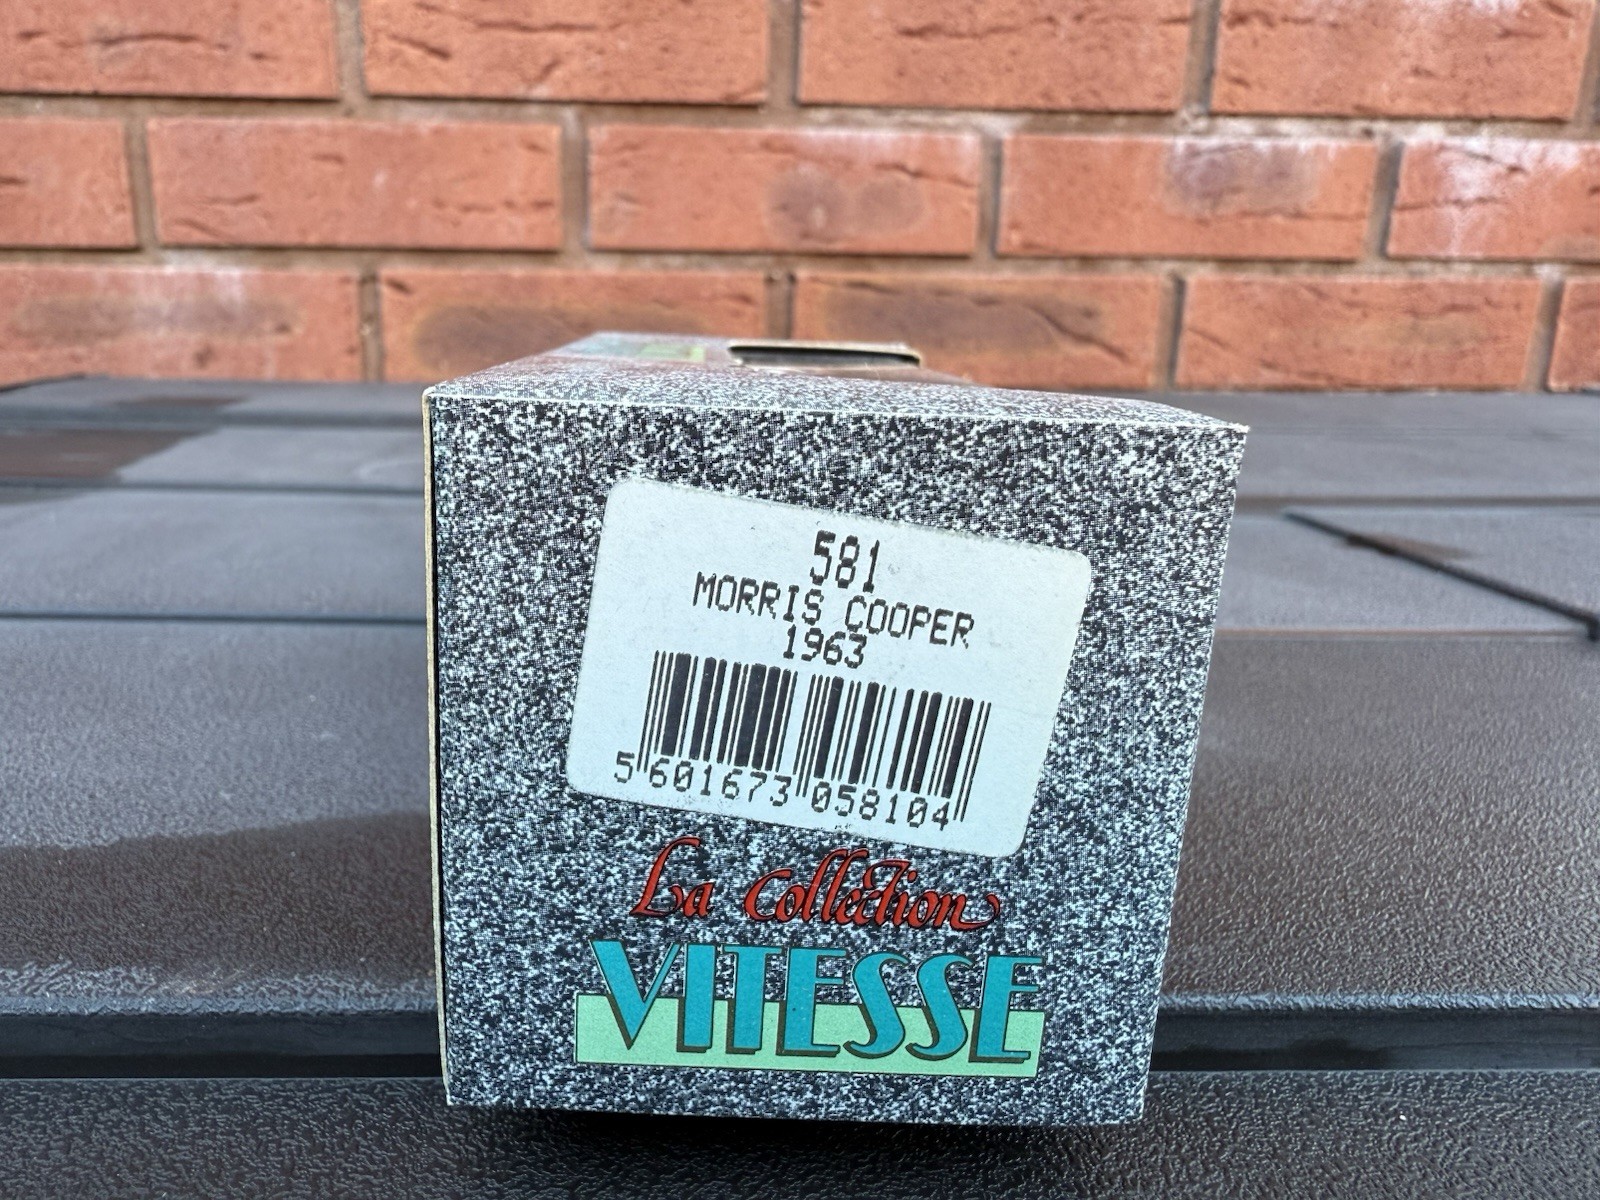 581
MORRIS COOPER
1963
5 601673 058104
La Collection
VITESSE